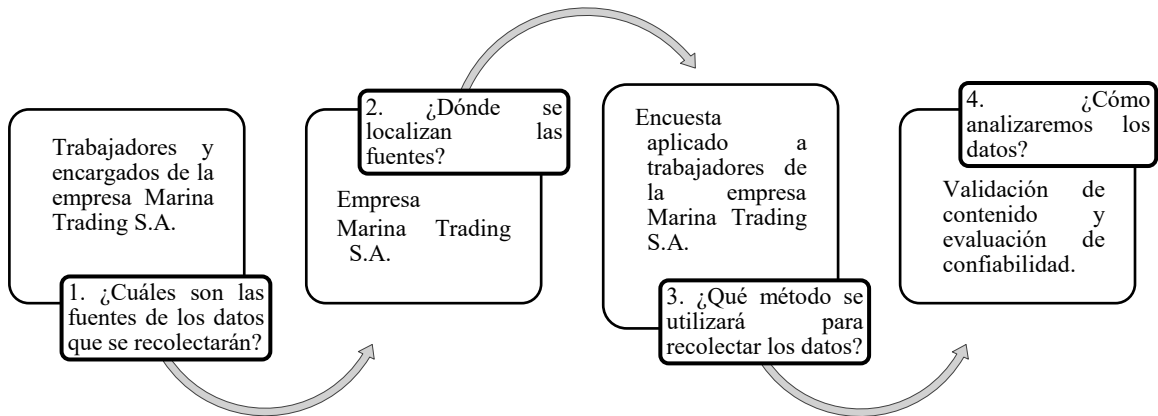 Trabajadores y
encargados de la
empresa Marina
Trading S.A.
1. ¿Cuáles son las
fuentes de los datos
que se recolectarán?
2. ¿Dónde se
localizan las
fuentes?
Empresa
Marina Trading
S.A.
Encuesta
aplicado a
trabajadores de
la empresa
Marina Trading
S.A.
3. ¿Qué método se
utilizará para
recolectar los datos?
4. ¿Cómo
analizaremos los
datos?
Validación de
contenido y
evaluación de
confiabilidad.